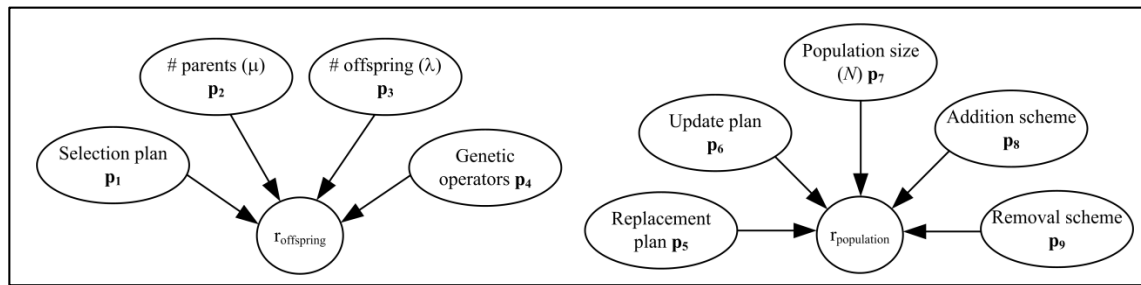 # parents (μ)
p2
# offspring (λ)
p3
Selection plan
p1
Genetic
operators p4
roffspring
Population size
(N) p7
Update plan
p6
Addition scheme
p8
Replacement
plan p5
rpopulation
Removal scheme
p9